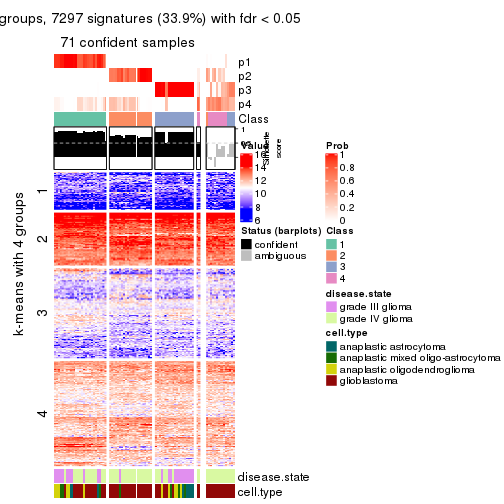 groups, 7297 signatures (33.9%) with fdr < 0.05
71 confident samples
p1
p2
p3
p4
Class
1
Silhouette
score
k-means with 4 groups
1
2
3
4
disease.state
cell.type
Value
16
14
12
10
8
6
Prob
1
0.8
0.6
0.4
0.2
0
Status (barplots)
confident
ambiguous
Class
1
2
3
4
disease.state
grade III glioma
grade IV glioma
cell.type
anaplastic astrocytoma
anaplastic mixed oligo-astrocytoma
anaplastic oligodendroglioma
glioblastoma